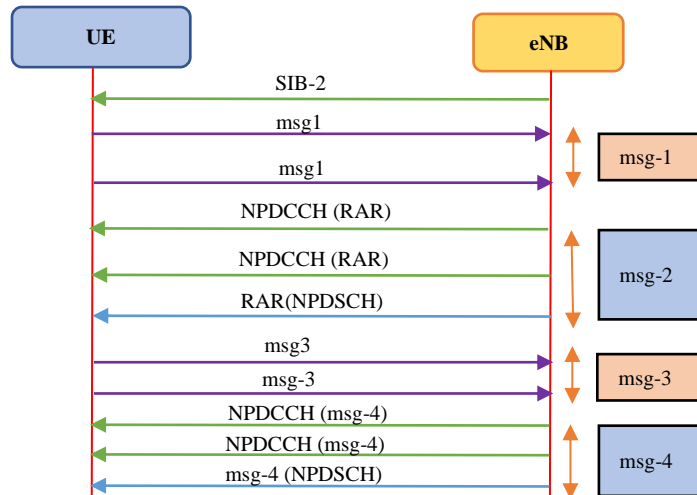 UE
eNB
SIB-2
msg1
msg-1
msg1
NPDCCH (RAR)
NPDCCH (RAR)
msg-2
RAR(NPDSCH)
msg3
msg-3
msg-3
NPDCCH (msg-4)
NPDCCH (msg-4)
msg-4
msg-4 (NPDSCH)